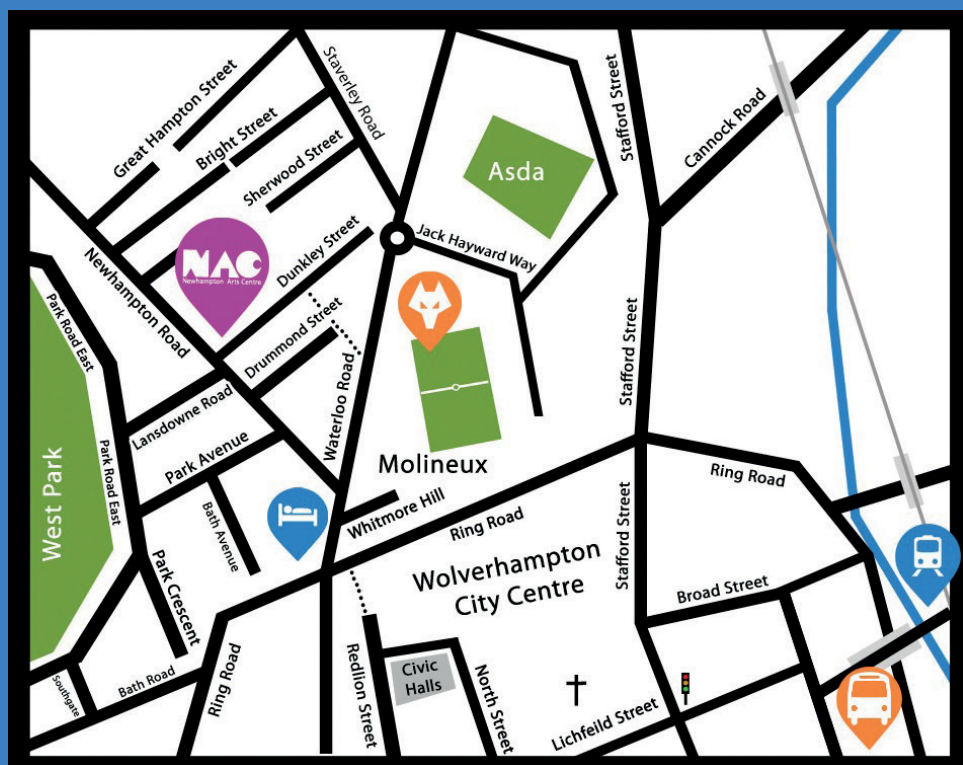 Great Hampton Street
Bright Street
Sherwood Street
Staverley Road
Stafford Street
Cannock Road
Asda
NAC
Newhampton Arts Centre
Dunkley Street
Jack Hayward Way
Newhampton Road
Park Road East
Drummond Street
Stafford Street
Lansdowne Road
Waterloo Road
Park Road East
Park Avenue
Molineux
Ring Road
West Park
Bath Avenue
Whitmore Hill
Ring Road
Stafford Street
Wolverhampton
City Centre
Park Crescent
Broad Street
Southgate
Bath Road
Ring Road
Redlion Street
Civic
Halls
North Street
Lichfeild Street